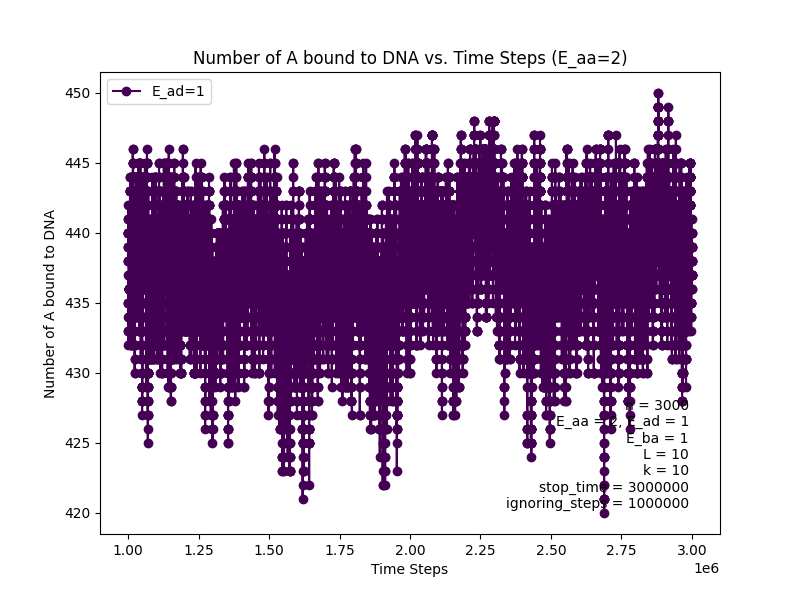 Number of A bound to DNA vs. Time Steps (E_aa=2)
E_ad=1
Number of A bound to DNA
450
445
440
435
430
425
420
= 3000
E_aa = 2, E_ad = 1
E_ba = 1
L = 10
k = 10
stop_time = 3000000
ignoring_steps = 1000000
1.00 1.25 1.50 1.75 2.00 2.25 2.50 2.75 3.00
1e6
Time Steps